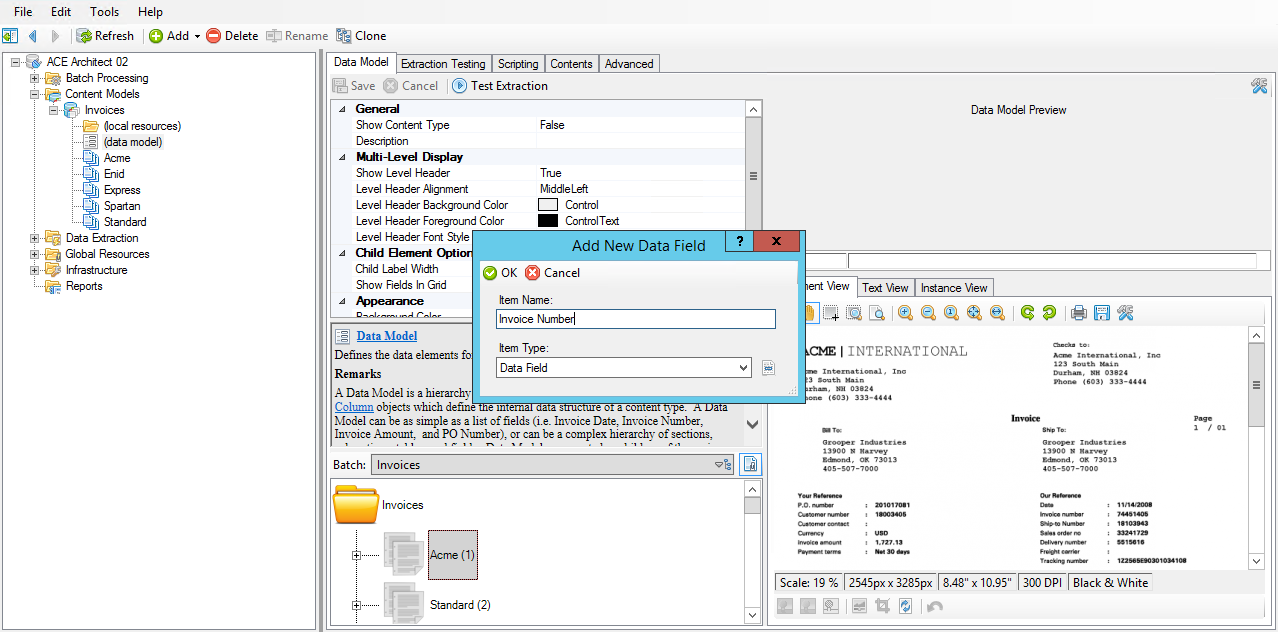 File Edit Tools Help
Refresh Add Delete Rename Clone
ACE Architect 02
Batch Processing
Content Models
Invoices
(local resources)
(data model)
Acme
Enid
Express
Spartan
Standard
Data Extraction
Global Resources
Infrastructure
Reports
Data Model Extraction Testing Scripting Contents Advanced
Save Cancel Test Extraction
General
Show Content Type False
Description
Multi-Level Display
Show Level Header True
Level Header Alignment MiddleLeft
Level Header Background Color Control
Level Header Foreground Color ControlText
Level Header Font Style
Child Element Option
Child Label Width
Show Fields In Grid
Appearance
Background Color
Data Model
Defines the data elements fo
Remarks
A Data Model is a hierarchy
Column objects which define the internal data structure of a content type. A Data
Model can be as simple as a list of fields (i.e. Invoice Date, Invoice Number,
Invoice Amount, and PO Number), or can be a complex hierarchy of sections,
Batch: Invoices
Invoices
Acme (1)
Standard (2)
Add New Data Field ? X
OK Cancel
Item Name:
Invoice Number
Item Type:
Data Field
Data Model Preview
ment View Text View Instance View
ACME | INTERNATIONAL
cme International, Inc
23 South Main
urham, NH 03824
hone (603) 333-4444
Checks to:
Acme International, Inc
123 South Main
Durham, NH 03824
Phone (603) 333-4444
Invoice
Page
1 / 01
Bill To:
Grooper Industries
13900 N Harvey
Edmond, OK 73013
405-507-7000
Ship To:
Grooper Industries
13900 N Harvey
Edmond, OK 73013
405-507-7000
Your Reference
P.O. number : 201017081
Customer number : 18003405
Customer contact :
Currency : USD
Invoice amount : 1,727.13
Payment terms : Net 30 days
Our Reference
Date : 11/14/2008
Invoice number : 74451405
Ship-to Number : 18103943
Sales order no : 33241729
Delivery number : 5515616
Freight carrier :
Tracking number : 1Z2565E90301034108
Scale: 19 % 2545px x 3285px 8.48" x 10.95" 300 DPI Black & White